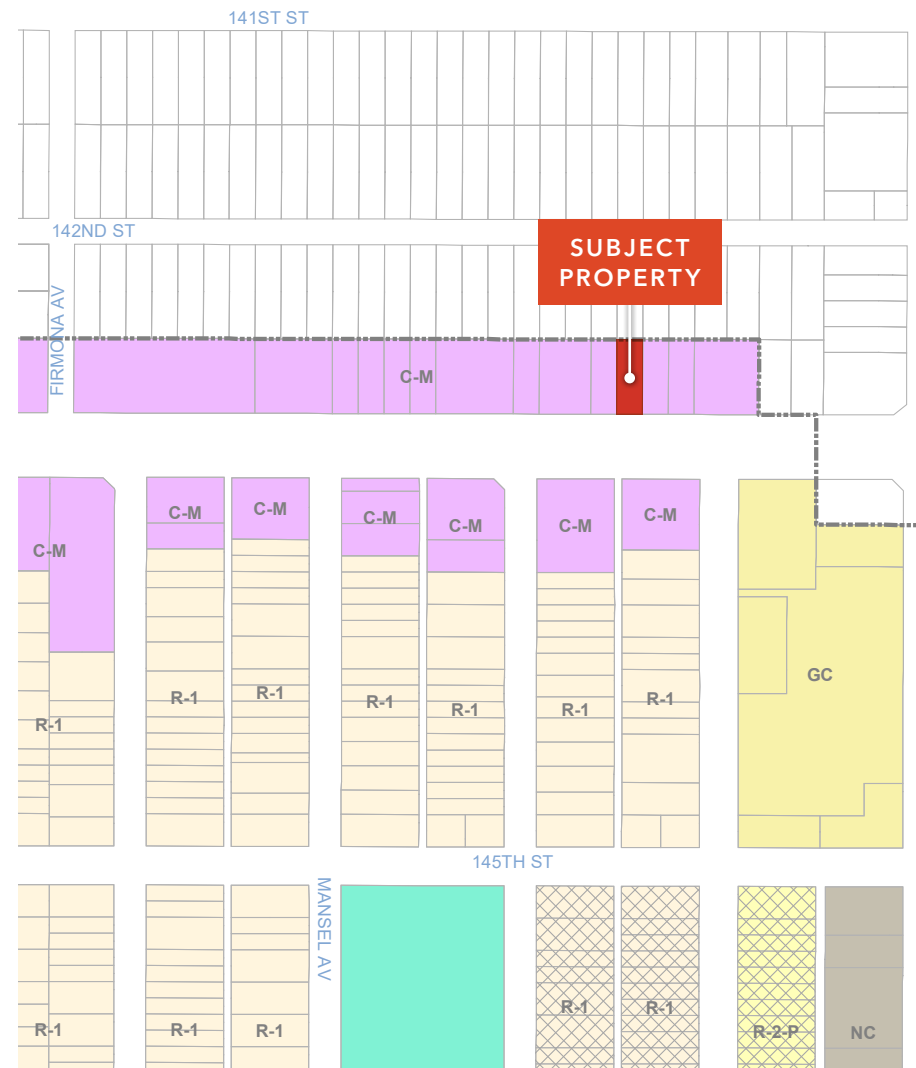 141ST ST
142ND ST
SUBJECT
PROPERTY
FIRMONA AV
C-M
C-M
C-M
C-M
C-M
C-M
C-M
C-M
R-1
R-1
R-1
R-1
R-1
R-1
R-1
GC
145TH ST
MANSEL AV
R-1
R-1
R-1
R-1
R-1
R-2-P
NC